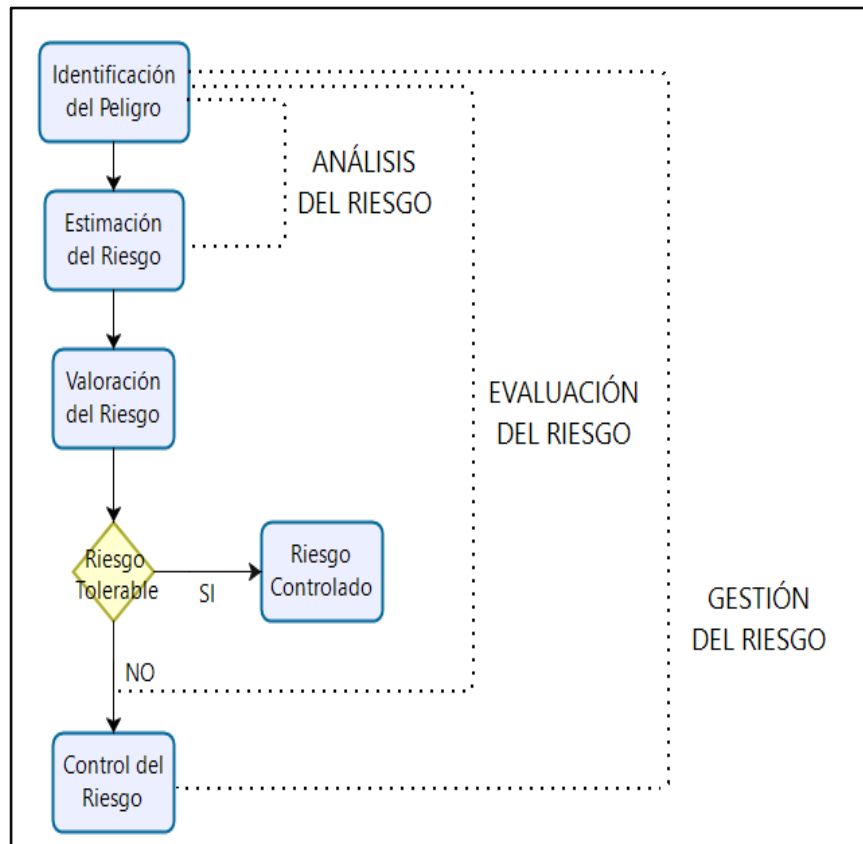 Identificación
del Peligro
ANÁLISIS
DEL RIESGO
Estimación
del Riesgo
Valoración
del Riesgo
EVALUACIÓN
DEL RIESGO
Riesgo
Tolerable
SI
Riesgo
Controlado
GESTIÓN
DEL RIESGO
NO
Control del
Riesgo